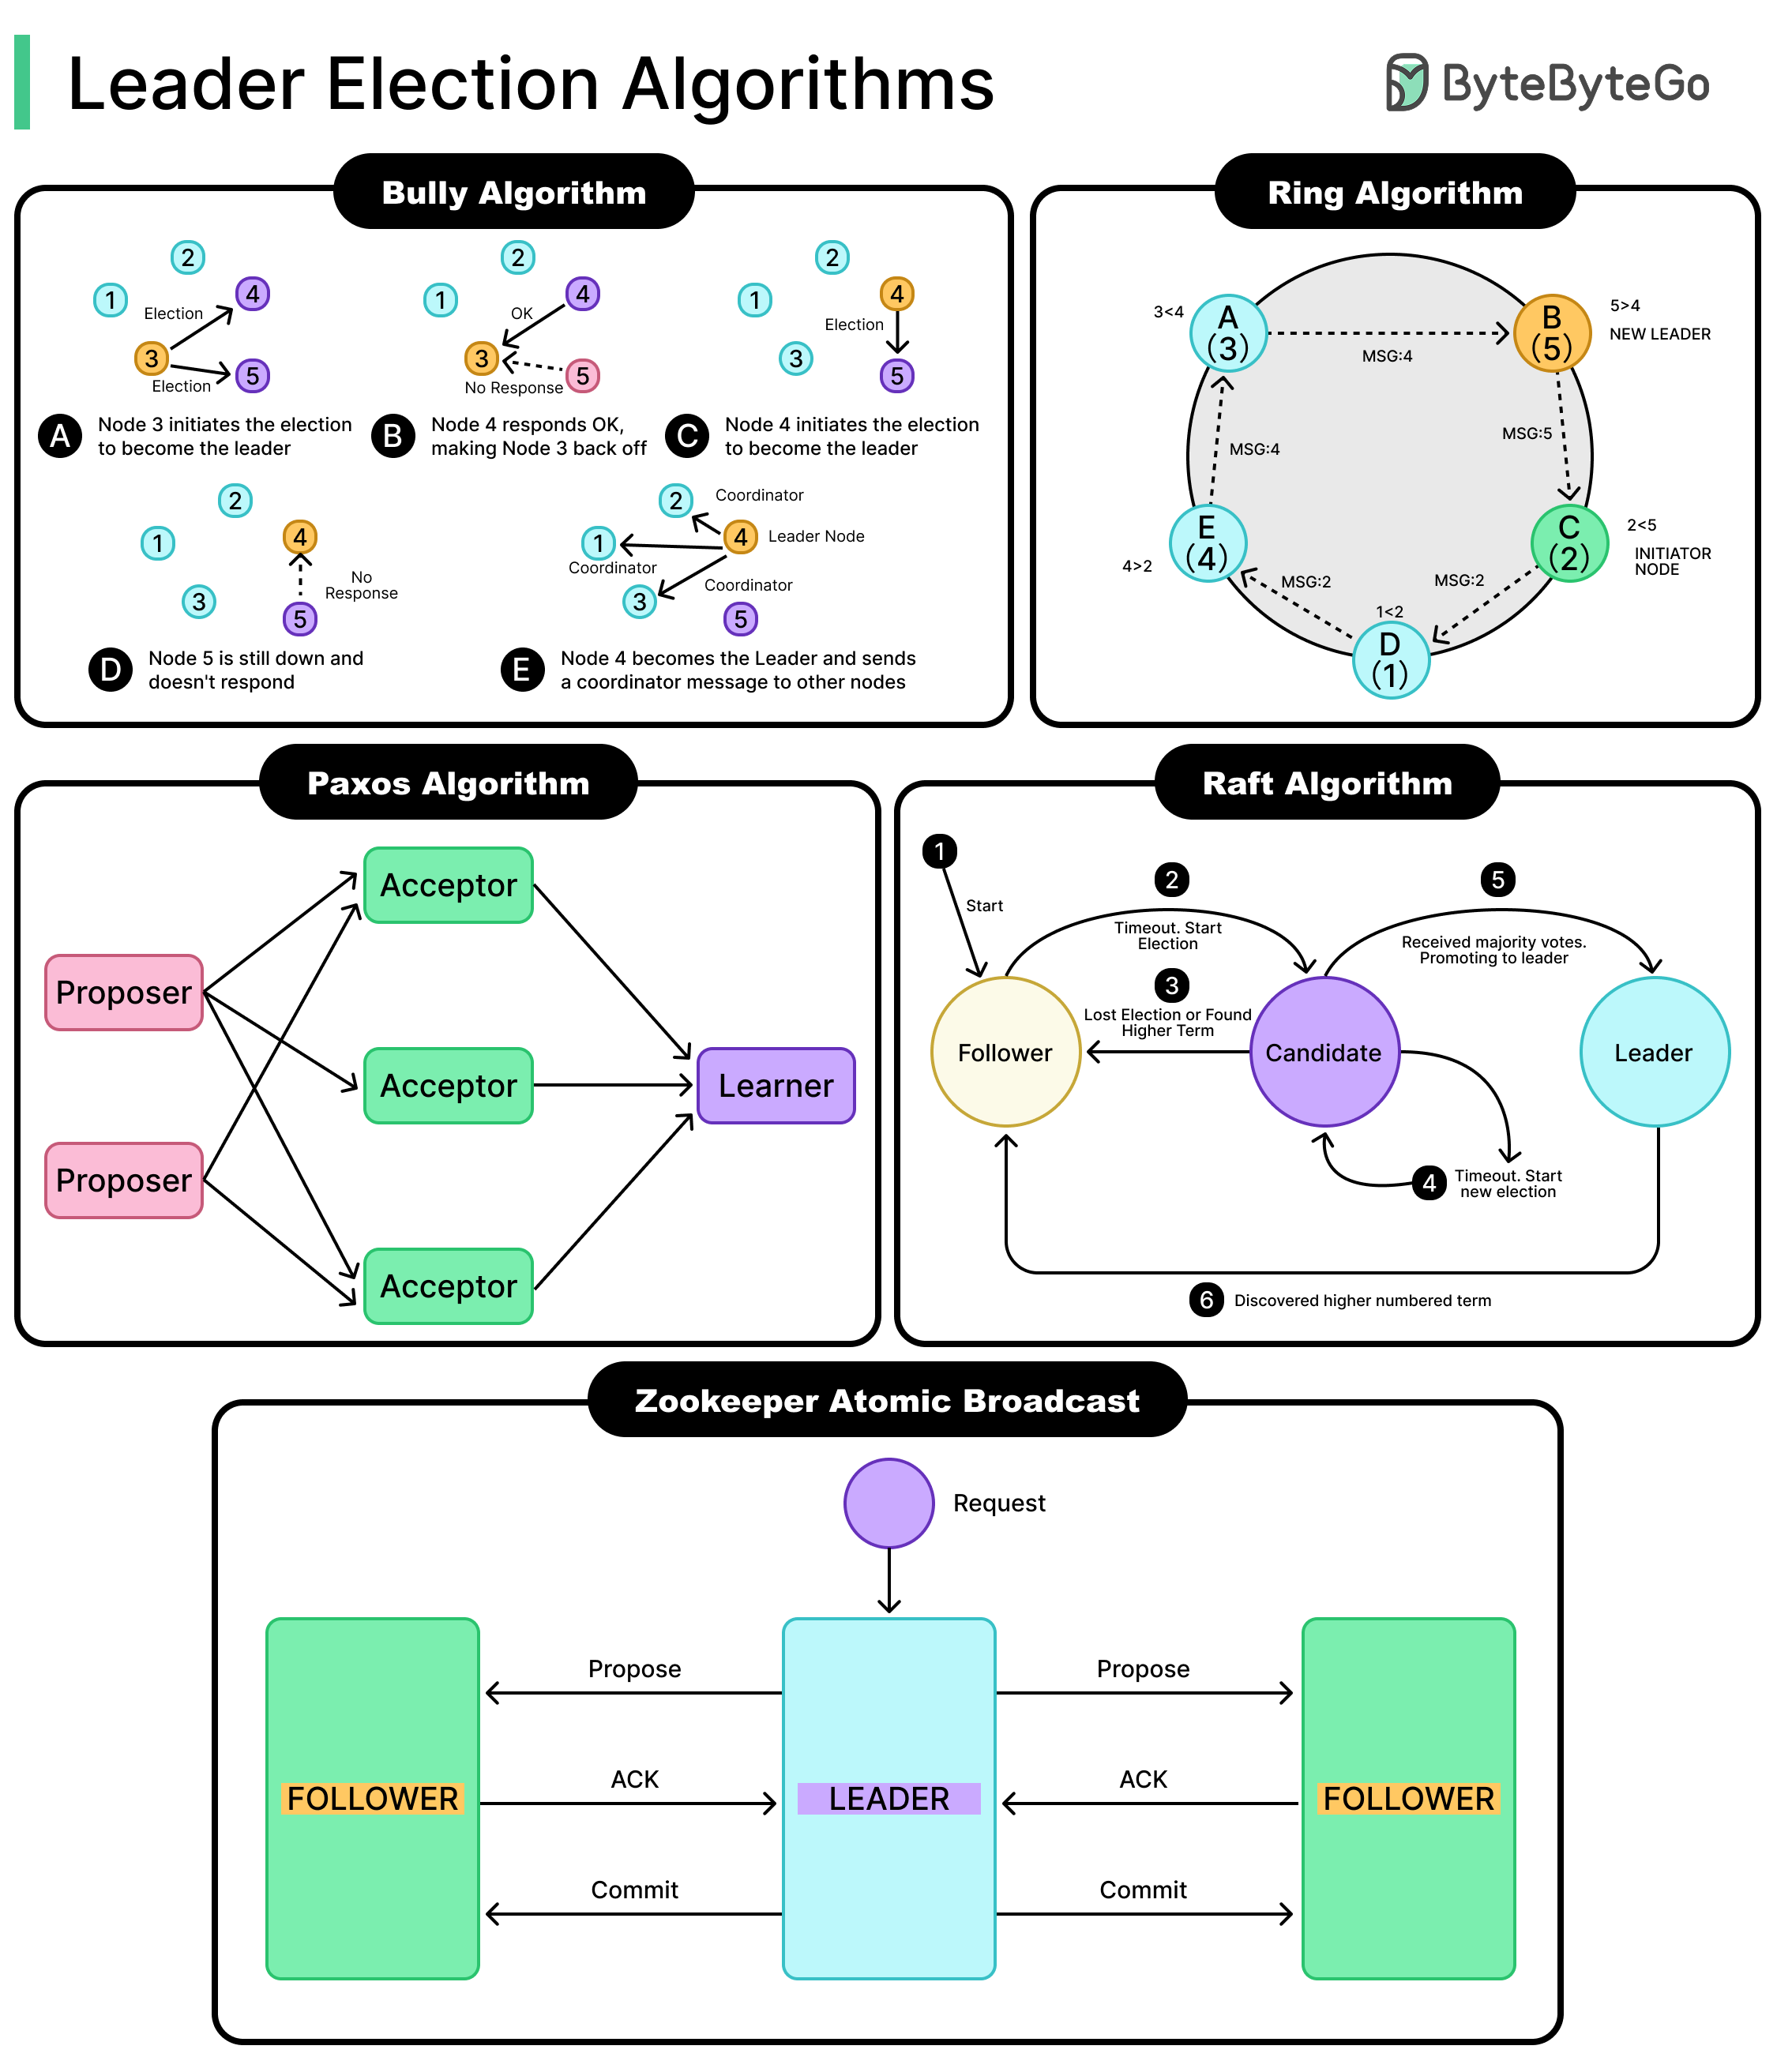 Leader Election Algorithms
ByteByteGo
Bully Algorithm
2
1
4
Election
3
Election
5
A
Node 3 initiates the election
to become the leader
2
1
4
OK
3
No Response
5
B
Node 4 responds OK,
making Node 3 back off
2
1
4
Election
3
5
C
Node 4 initiates the election
to become the leader
2
1
4
No
Response
3
5
D
Node 5 is still down and
doesn't respond
2
Coordinator
1
4
Leader Node
Coordinator
Coordinator
3
5
E
Node 4 becomes the Leader and sends
a coordinator message to other nodes
Ring Algorithm
3<4
A
(3)
MSG:4
B
(5)
5>4
NEW LEADER
MSG:4
MSG:5
E
(4)
4>2
C
(2)
2<5
INITIATOR
NODE
MSG:2
MSG:2
1<2
D
(1)
Paxos Algorithm
Acceptor
Proposer
Acceptor
Learner
Proposer
Acceptor
Raft Algorithm
1
Start
2
Timeout. Start
Election
5
Received majority votes.
Promoting to leader
3
Lost Election or Found
Higher Term
Follower
Candidate
Leader
4
Timeout. Start
new election
6
Discovered higher numbered term
Zookeeper Atomic Broadcast
Request
Propose
Propose
ACK
ACK
FOLLOWER
LEADER
FOLLOWER
Commit
Commit